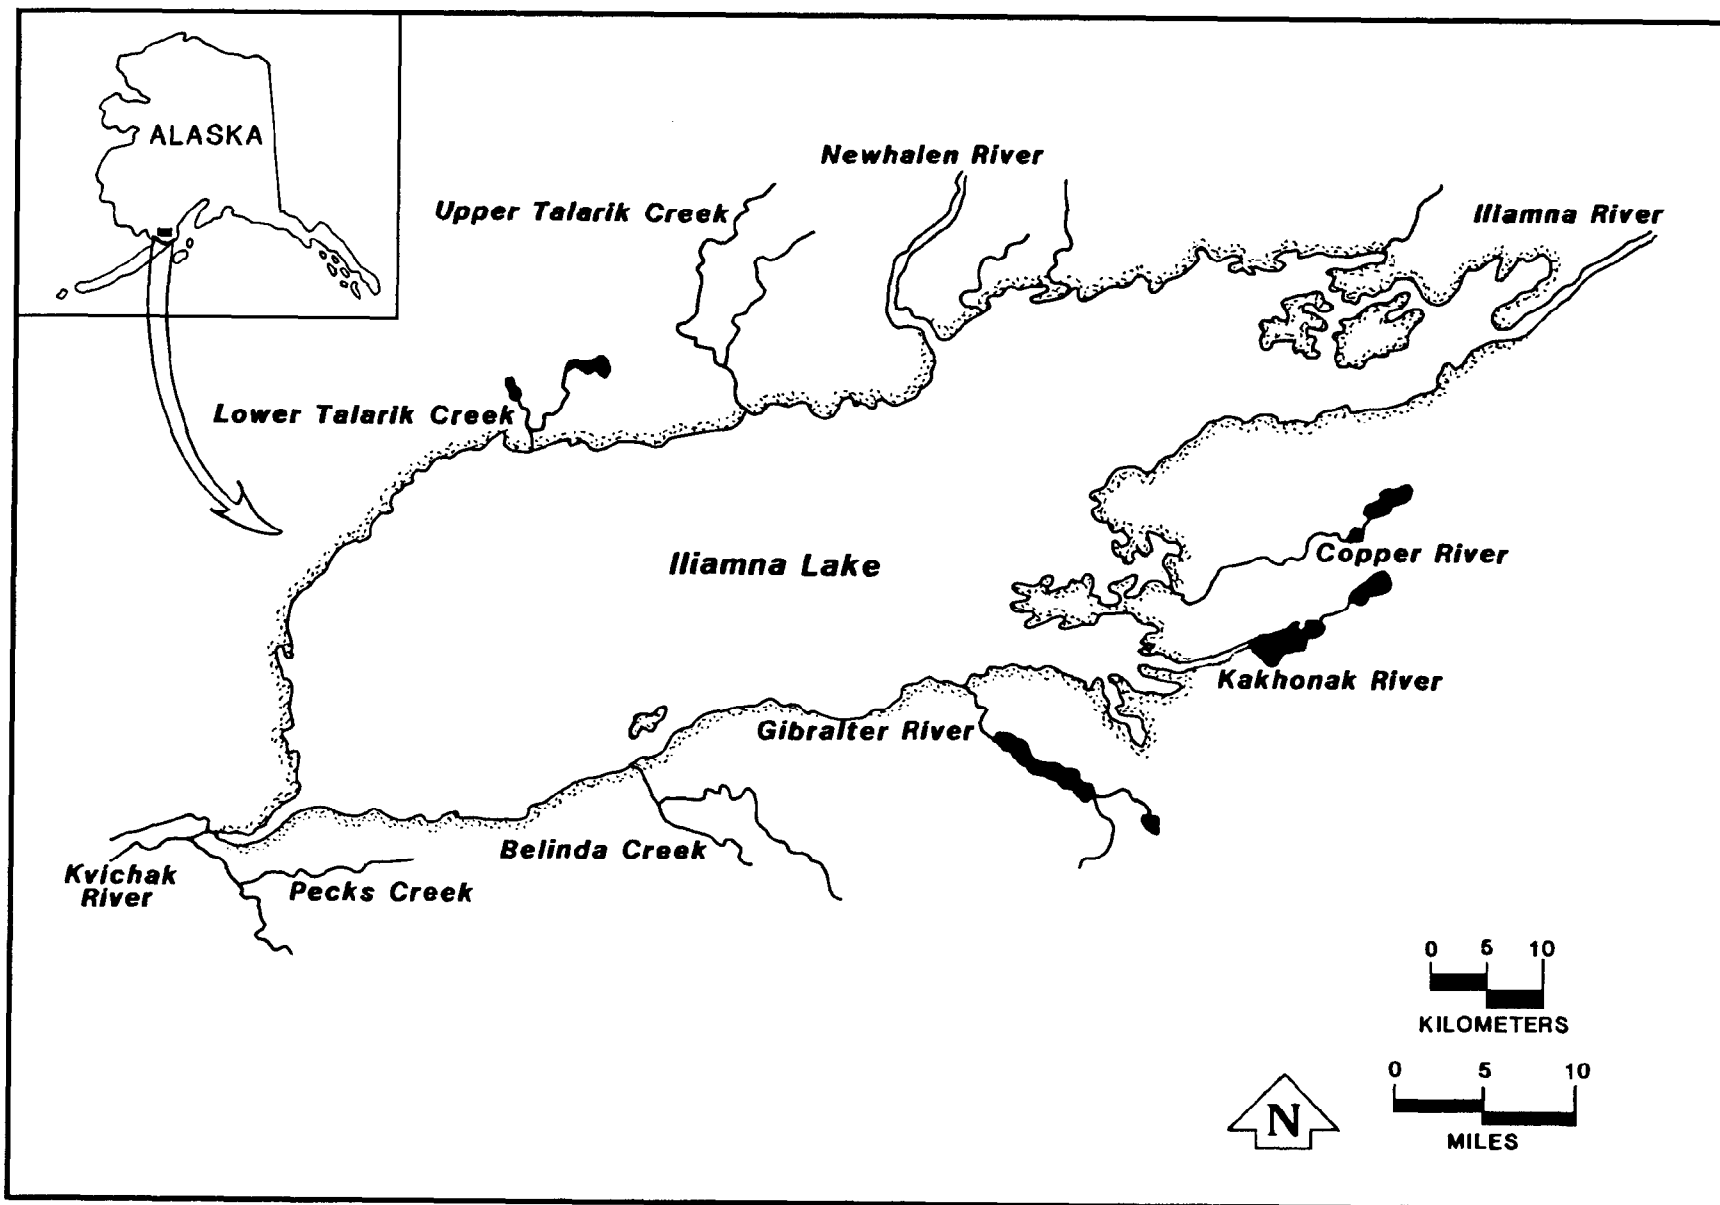 ALASKA
Newhalen River
Upper Talarik Creek
Iliamna River
Lower Talarik Creek
Iliamna Lake
Copper River
Kakhonak River
Gibralter River
Belinda Creek
Kvichak
River
Pecks Creek
0 5 10
KILOMETERS
0 5 10
MILES
N